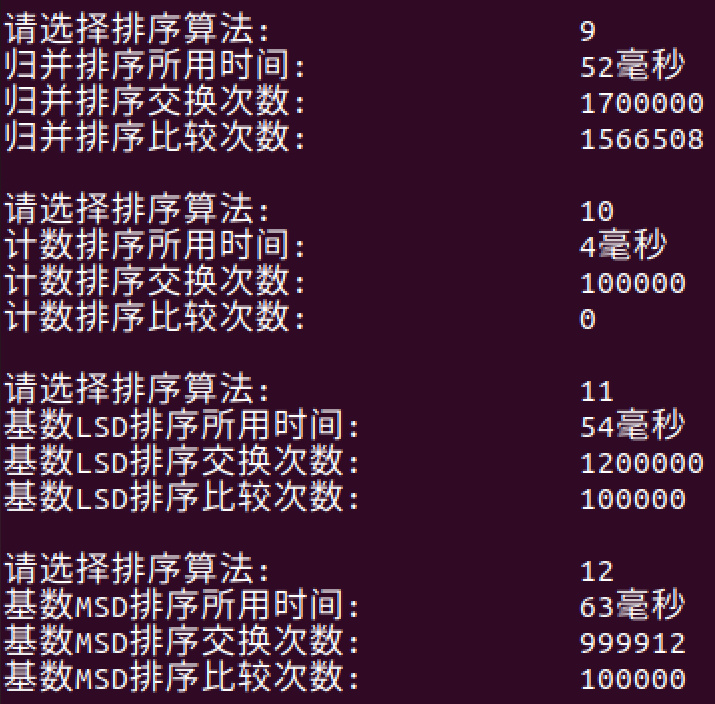 请选择排序算法: 9
归并排序所用时间: 52毫秒
归并排序交换次数: 1700000
归并排序比较次数: 1566508
请选择排序算法: 10
计数排序所用时间: 4毫秒
计数排序交换次数: 100000
计数排序比较次数: 0
请选择排序算法: 11
基数LSD排序所用时间: 54毫秒
基数LSD排序交换次数: 1200000
基数LSD排序比较次数: 100000
请选择排序算法: 12
基数MSD排序所用时间: 63毫秒
基数MSD排序交换次数: 999912
基数MSD排序比较次数: 100000